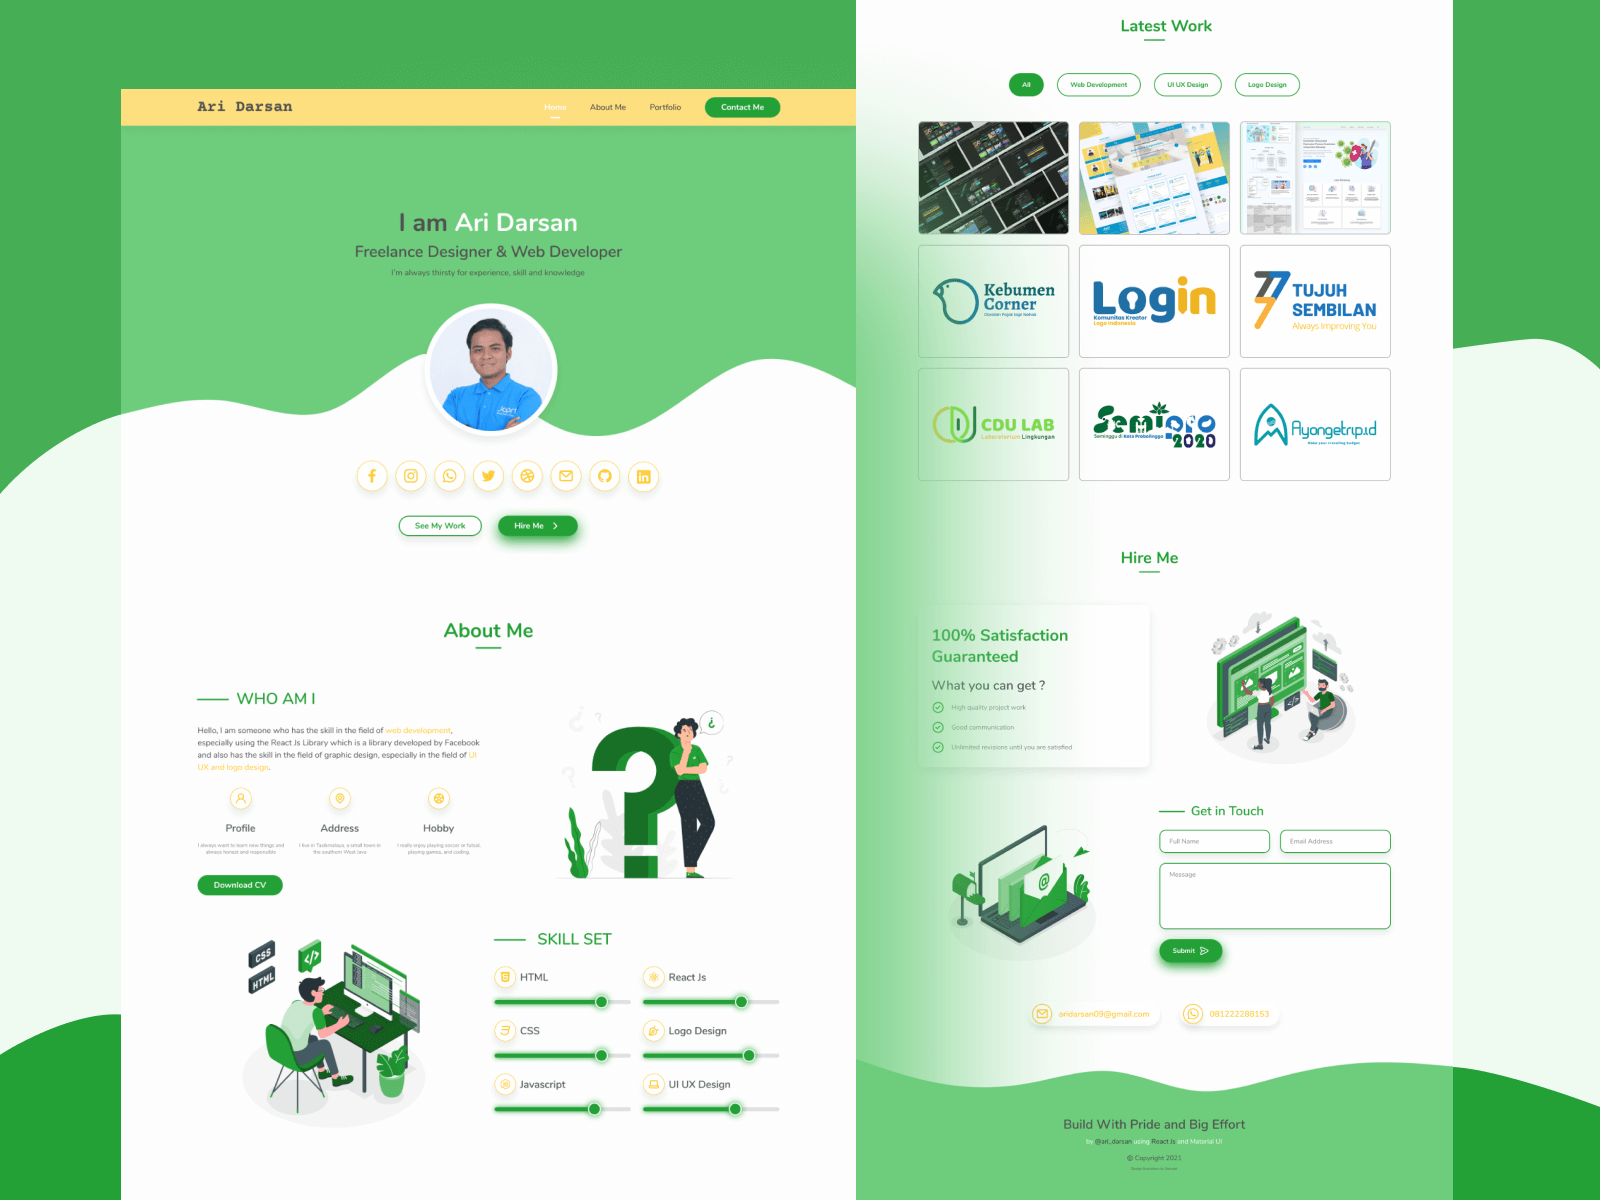 Ari Darsan
Home
About Me
Portfolio
Contact Me
I am Ari Darsan
Freelance Designer & Web Developer
I'm always thirsty for experience, skill and knowledge
See My Work
Hire Me
About Me
WHO AM I
Hello, I am someone who has the skill in the field of web development,
especially using the React Js Library which is a library developed by Facebook
and also has the skill in the field of graphic design, especially in the field of UI
UX and logo design.
Profile
Address
Hobby
I always want to learn new things and
always honest and responsible
I live in Tasikmalaya, a small town in
the southern West Java
I really enjoy playing soccer or futsal,
playing games, and coding.
Download CV
CSS
HTML
</>
SKILL SET
HTML
React Js
CSS
Logo Design
Javascript
UI UX Design
Latest Work
All
Web Development
UI UX Design
Logo Design
Kebumen
Corner
Login
Komunitas Kreator
Logo Indonesia
77
TUJUH
SEMBILAN
Always Improving You
CDU LAB
Laboratorium Lingkungan
Semipro
Seminggu di Kota Probolinggo
2020
Ayongetrip.id
Make your traveling budget
Hire Me
100% Satisfaction
Guaranteed
What you can get ?
High quality project work
Good communication
Unlimited revisions until you are satisfied
Get in Touch
Full Name
Email Address
Message
Submit
@
aridarsan09@gmail.com
081222288153
Build With Pride and Big Effort
by @ari_darsan using React Js and Material UI
© Copyright 2021